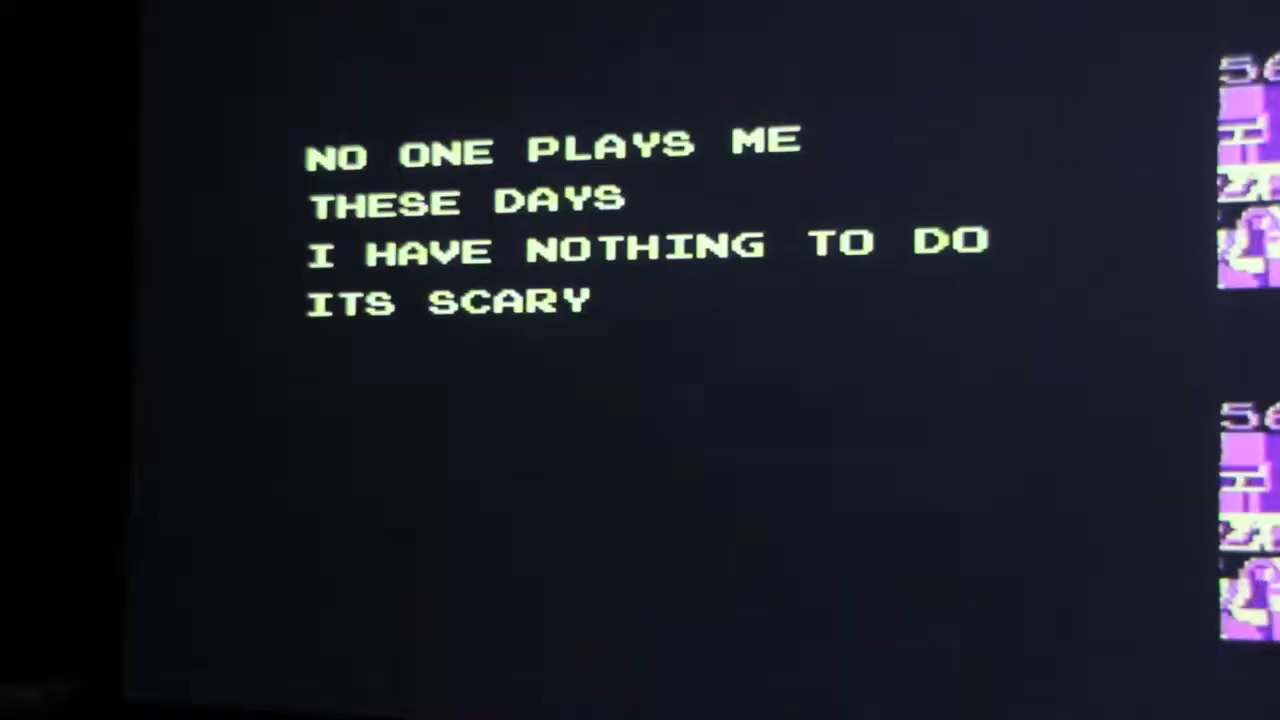 NO ONE PLAYS ME
THESE DAYS
I HAVE NOTHING TO DO
ITS SCARY